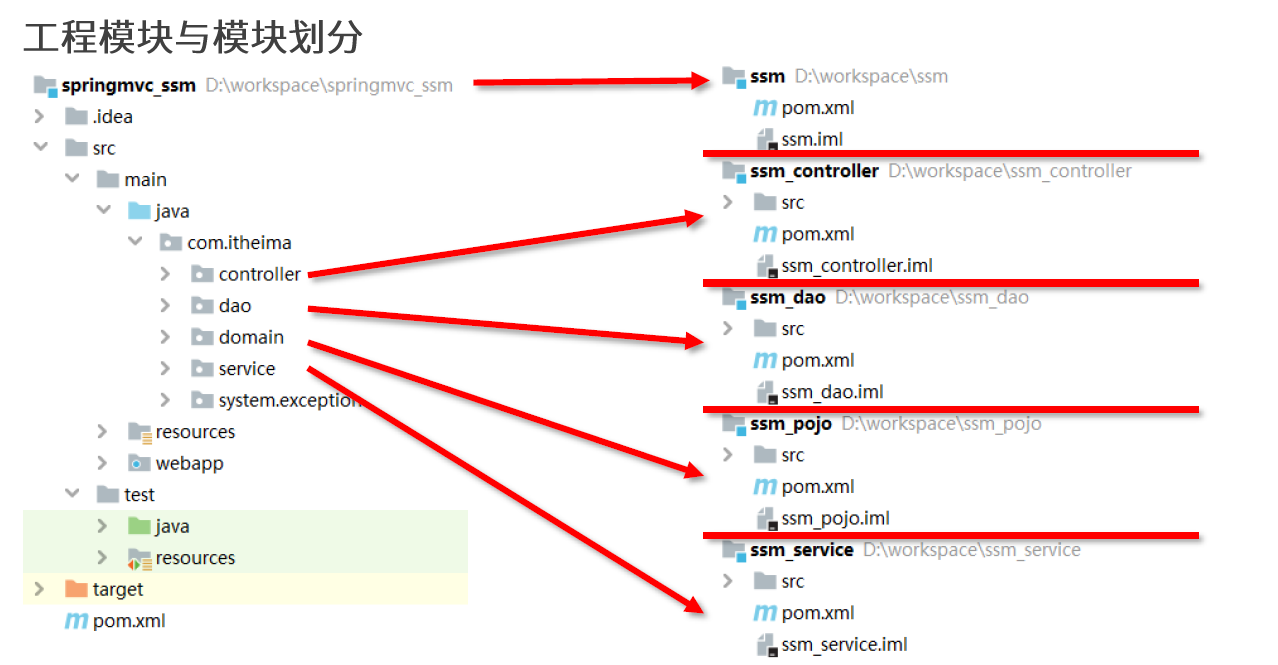 工程模块与模块划分
springmvc_ssm D:\workspace\springmvc_ssm
.idea
src
main
java
com.itheima
controller
dao
domain
service
system.exception
resources
webapp
test
java
resources
target
pom.xml
ssm D:\workspace\ssm
pom.xml
ssm.iml
ssm_controller D:\workspace\ssm_controller
src
pom.xml
ssm_controller.iml
ssm_dao D:\workspace\ssm_dao
src
pom.xml
ssm_dao.iml
ssm_pojo D:\workspace\ssm_pojo
src
pom.xml
ssm_pojo.iml
ssm_service D:\workspace\ssm_service
src
pom.xml
ssm_service.iml